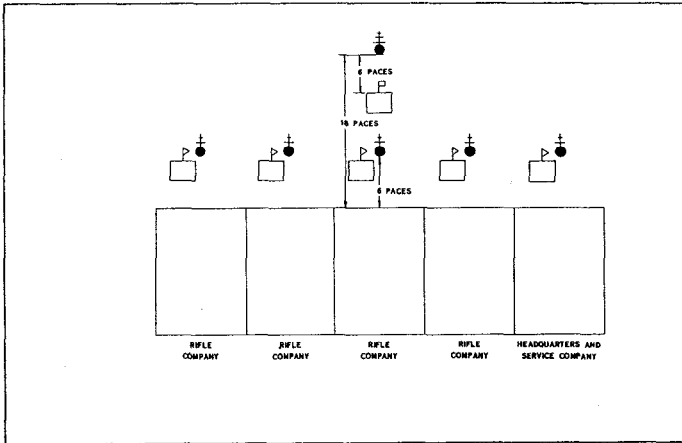 6 PACES
18 PACES
6 PACES
RIFLE
COMPANY
RIFLE
COMPANY
RIFLE
COMPANY
RIFLE
COMPANY
HEADQUARTERS AND
SERVICE COMPANY